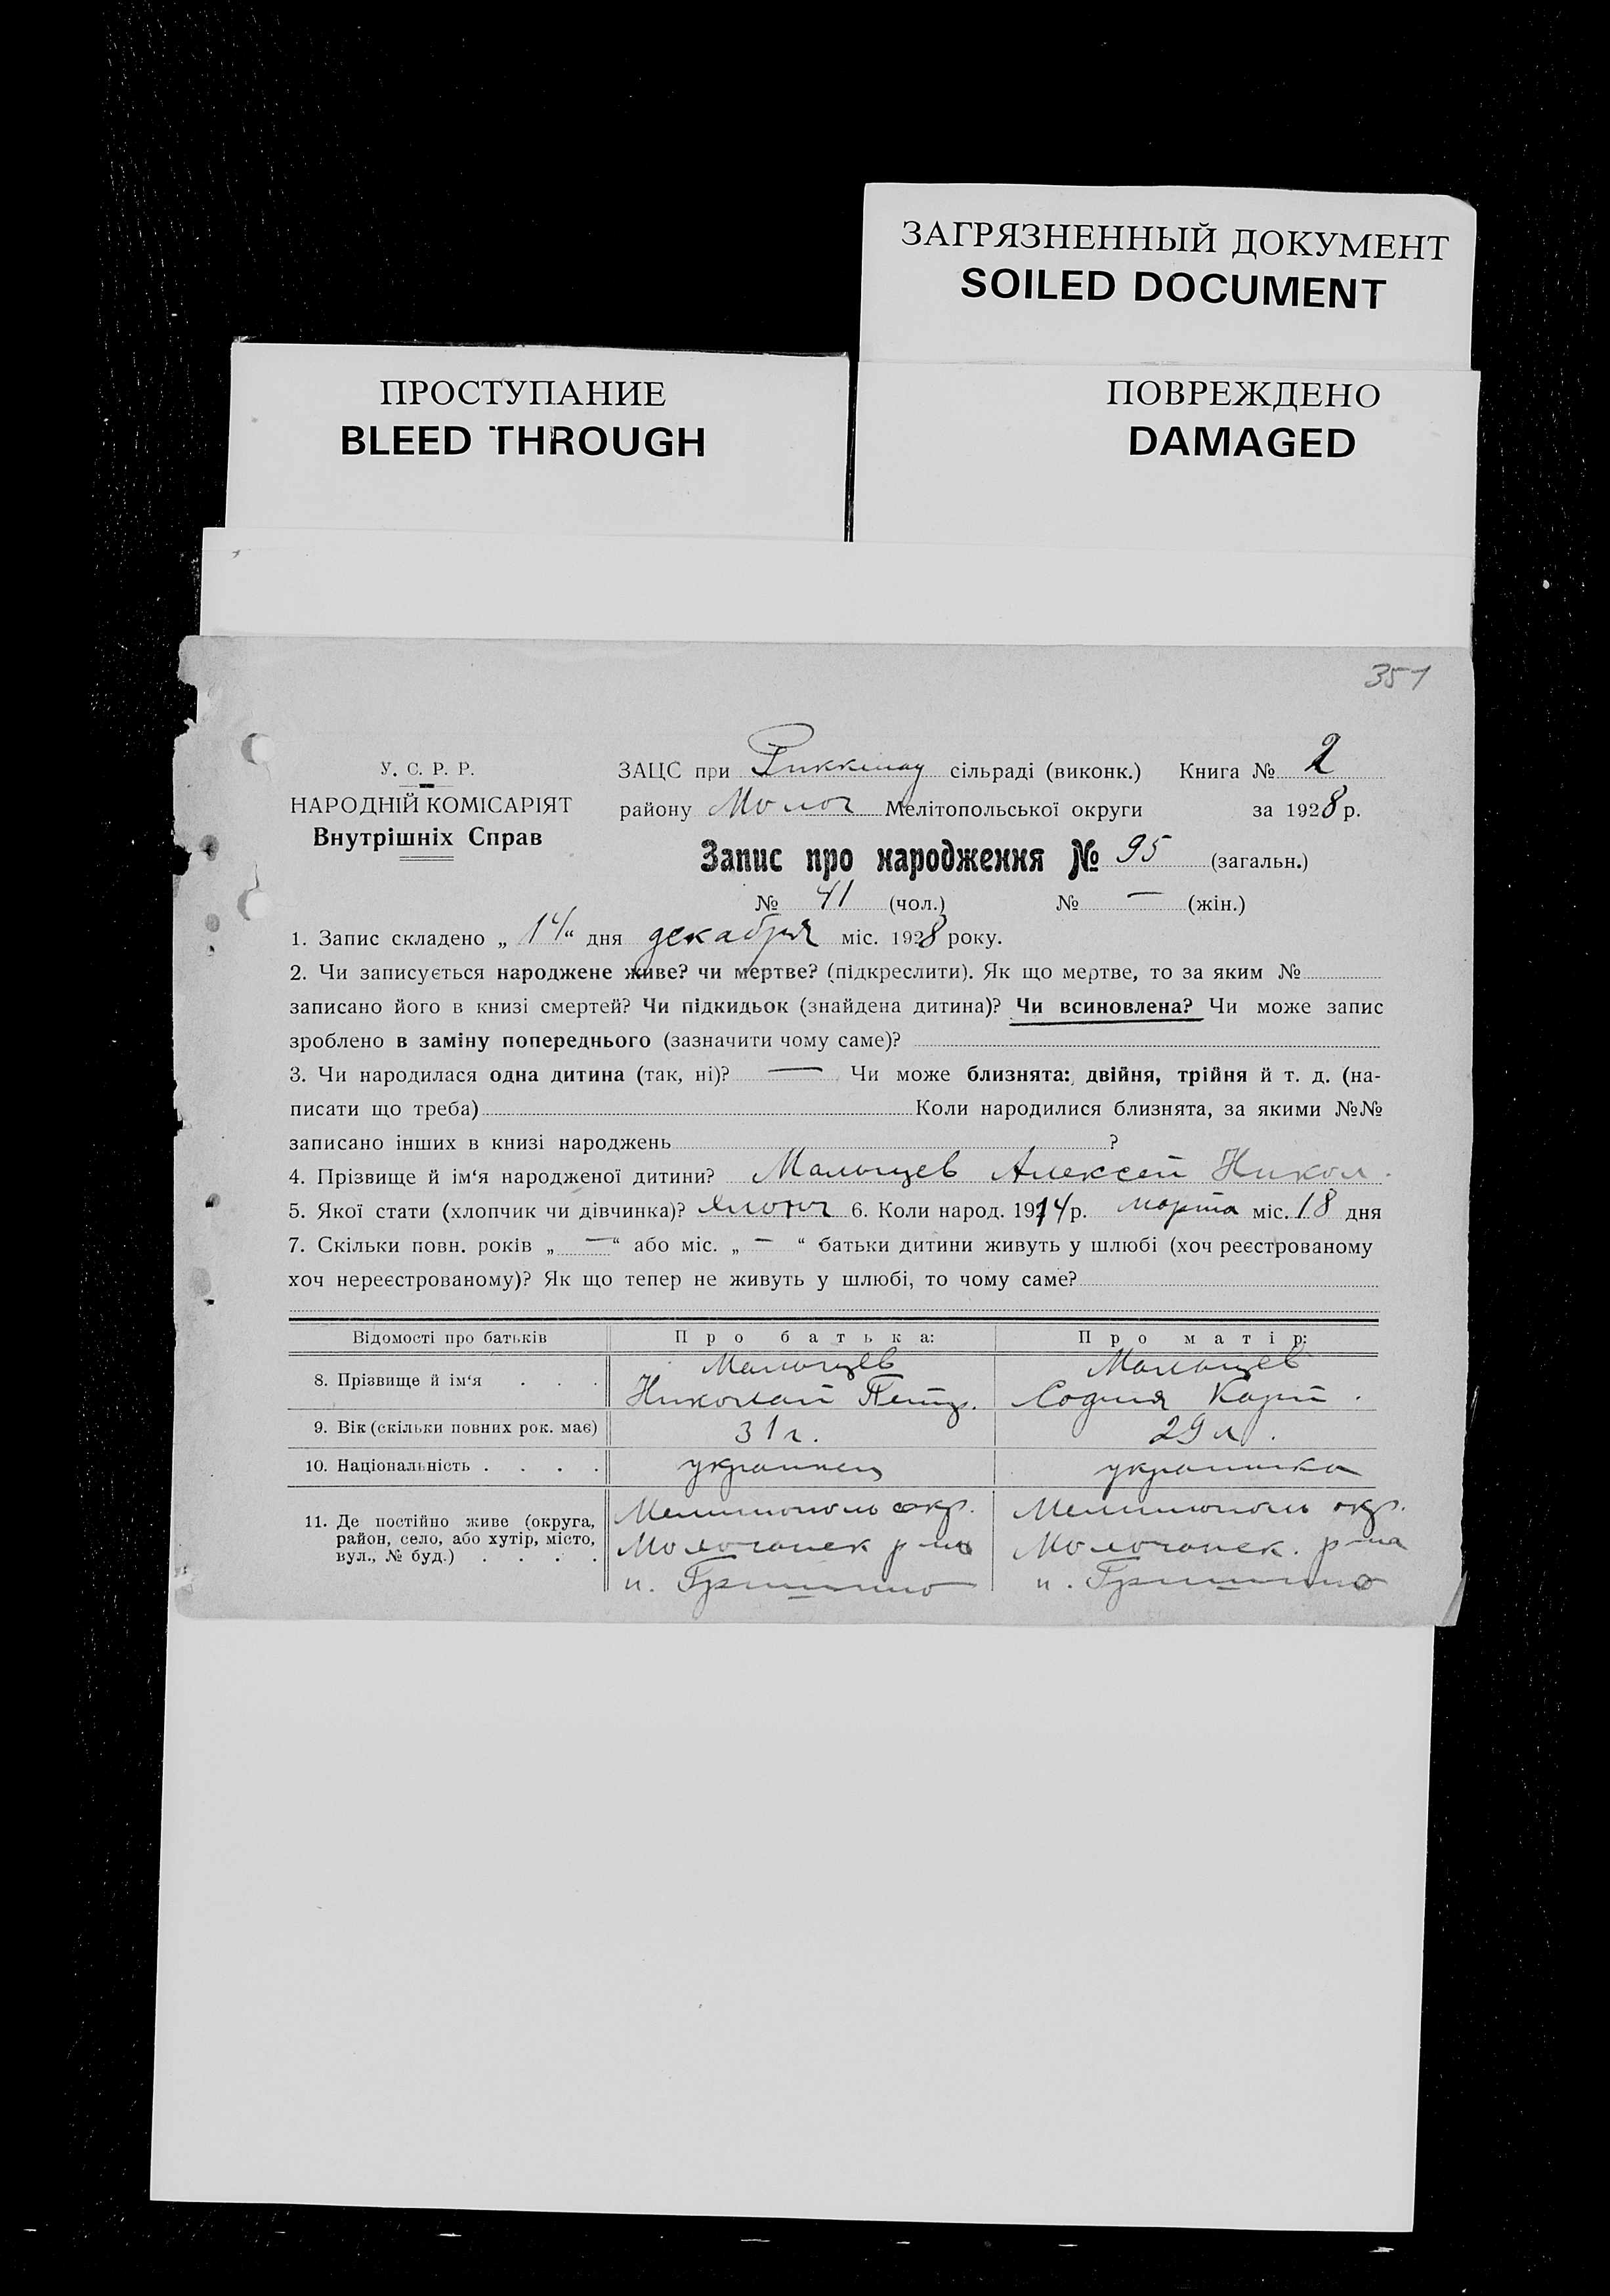 ЗАГРЯЗНЕННЫЙ ДОКУМЕНТ
SOILED DOCUMENT
ПРОСТУПАНИЕ
BLEED THROUGH
ПОВРЕЖДЕНО
DAMAGED
351
У. С. Р. Р.
НАРОДНІЙ КОМІСАРІЯТ
Внутрішніх Справ
ЗАЦС при Риккенау сільраді (виконк.) Книга № 2
району Молоч Мелітопольської округи за 1928 р.
Запис про народження № 95 (загальн.)
№ 41 (чол.) № — (жін.)
1. Запис складено „ 14 “ дня декабря міс. 1928 року.
2. Чи записується народжене живе? чи мертве? (підкреслити). Як що мертве, то за яким №
записано його в книзі смертей? Чи підкидьок (знайдена дитина)? Чи всиновлена? Чи може запис
зроблено в заміну попереднього (зазначити чому саме)?
3. Чи народилася одна дитина (так, ні)? — Чи може близнята: двійня, трійня й т. д. (на-
писати що треба) Коли народилися близнята, за якими №№
записано інших в книзі народжень ?
4. Прізвище й ім‘я народженої дитини? Мальцев Алексей Никол.
5. Якої стати (хлопчик чи дівчинка)? 6. Коли народ. 1914 р. марта міс. 18 дня
7. Скільки повн. років „ — “ або міс. „ — “ батьки дитини живуть у шлюбі (хоч реєстрованому
хоч нереєстрованому)? Як що тепер не живуть у шлюбі, то чому саме?
Відомості про батьків Про батька: Про матір:
8. Прізвище й ім‘я . . . Мальцев Николай Петр. Мальцев София Карп.
9. Вік (скільки повних рок. має) 31 г. 29 л.
10. Національність . . . . украинец украинка
11. Де постійно живе (округа, район, село, або хутір, місто, вул., № буд.) . . . . Мелитополь окр. Мелитополь окр.
Молочанск р-на Молочанск. р-на
п. Гришино п. Гришино